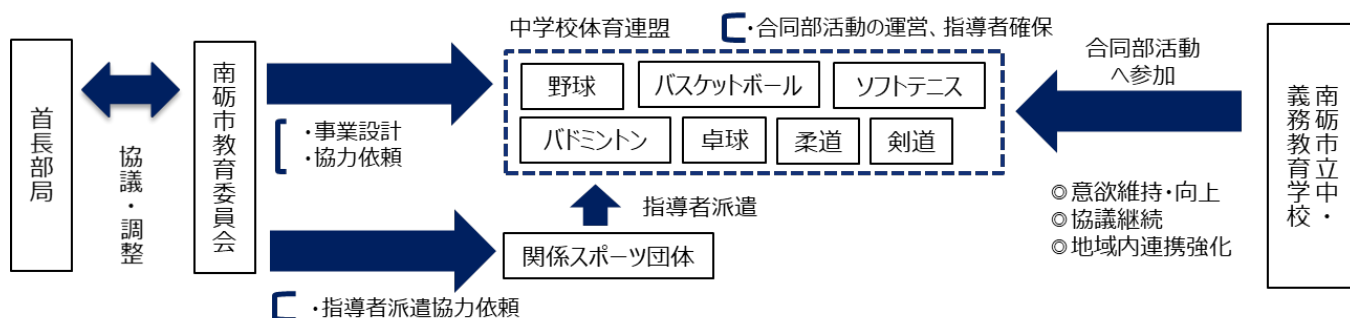 首長部局
協議・調整
南砺市教育委員会
・事業設計
・協力依頼
・指導者派遣協力依頼
中学校体育連盟
・合同部活動の運営、指導者確保
野球
バスケットボール
ソフトテニス
バドミントン
卓球
柔道
剣道
指導者派遣
関係スポーツ団体
合同部活動
へ参加
◎意欲維持・向上
◎協議継続
◎地域内連携強化
南砺市立中・
義務教育学校